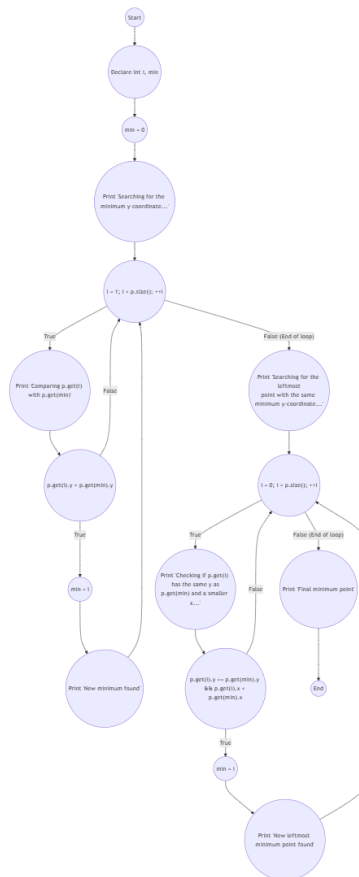 Start
Declare int i, min
min = 0
Print 'Searching for the
minimum y-coordinate...'
i = 1; i < p.size(); ++i
True
False (End of loop)
Print 'Comparing p.get(i)
with p.get(min)'
False
p.get(i).y < p.get(min).y
True
min = i
Print 'New minimum found'
Print 'Searching for the
leftmost
point with the same
minimum y-coordinate...'
i = 0; i < p.size(); ++i
True
False (End of loop)
Print 'Checking if p.get(i)
has the same y as
p.get(min) and a smaller
x...'
False
Print 'Final minimum point'
p.get(i).y == p.get(min).y
&& p.get(i).x <
p.get(min).x
End
True
min = i
Print 'New leftmost
minimum point found'